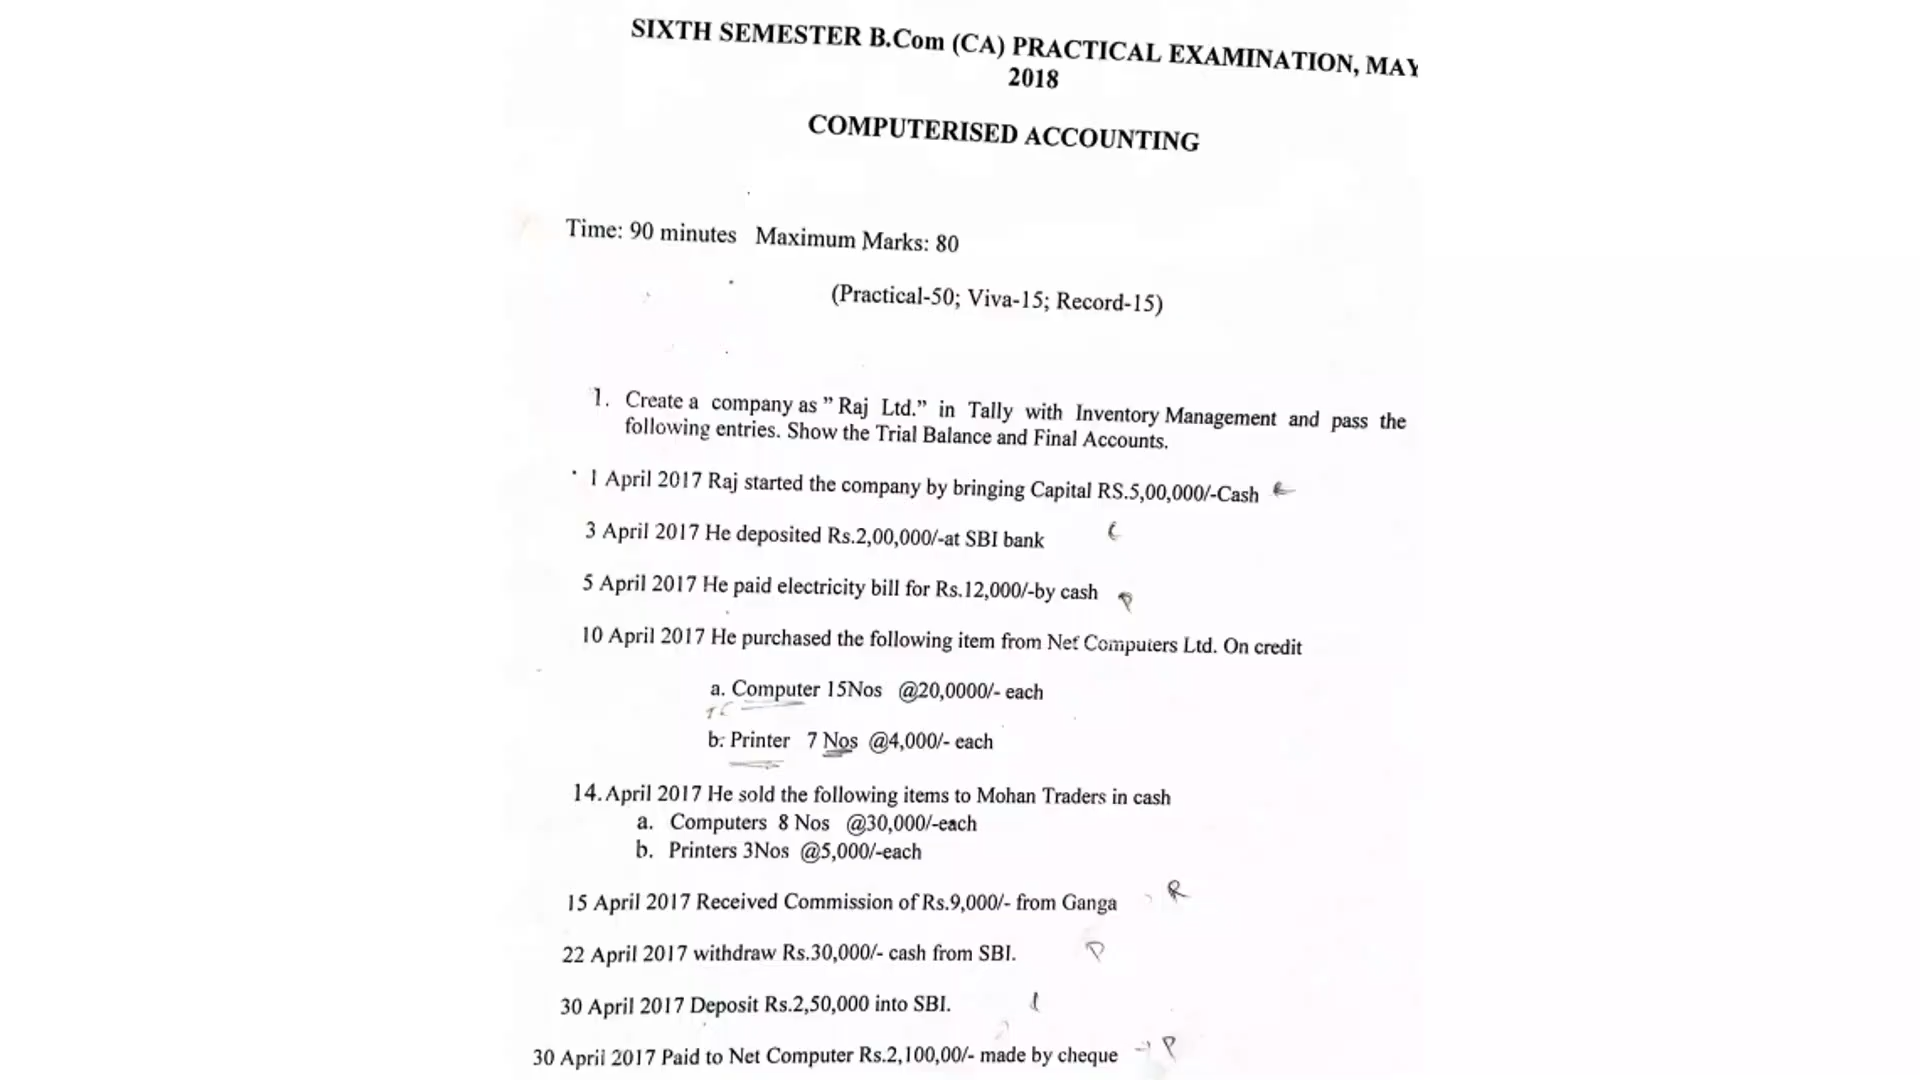 SIXTH SEMESTER B.Com (CA) PRACTICAL EXAMINATION, MAY
2018
COMPUTERISED ACCOUNTING
Time: 90 minutes Maximum Marks: 80
(Practical-50; Viva-15; Record-15)
1. Create a company as ” Raj Ltd.” in Tally with Inventory Management and pass the
following entries. Show the Trial Balance and Final Accounts.
1 April 2017 Raj started the company by bringing Capital RS.5,00,000/-Cash
3 April 2017 He deposited Rs.2,00,000/-at SBI bank
5 April 2017 He paid electricity bill for Rs.12,000/-by cash P
10 April 2017 He purchased the following item from Net Computers Ltd. On credit
a. Computer 15Nos @20,0000/- each
b. Printer 7 Nos @4,000/- each
14. April 2017 He sold the following items to Mohan Traders in cash
a. Computers 8 Nos @30,000/-each
b. Printers 3Nos @5,000/-each
15 April 2017 Received Commission of Rs.9,000/- from Ganga R
22 April 2017 withdraw Rs.30,000/- cash from SBI. P
30 April 2017 Deposit Rs.2,50,000 into SBI.
30 April 2017 Paid to Net Computer Rs.2,100,00/- made by cheque P